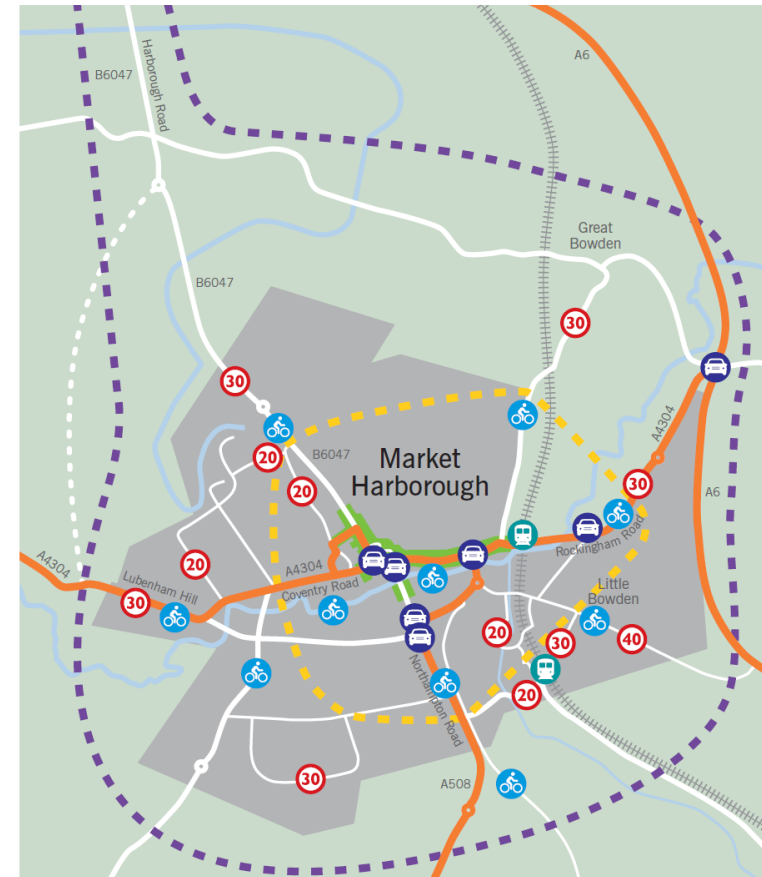 A6
B6047
Harborough Road
Great
Bowden
B6047
30
30
A4304
20
B6047
Market
Harborough
20
30
A6
Rockingham Road
A4304
20
A4304
Lubenham Hill
Coventry Road
Little
Bowden
30
20
30
40
Northampton Road
20
30
A508